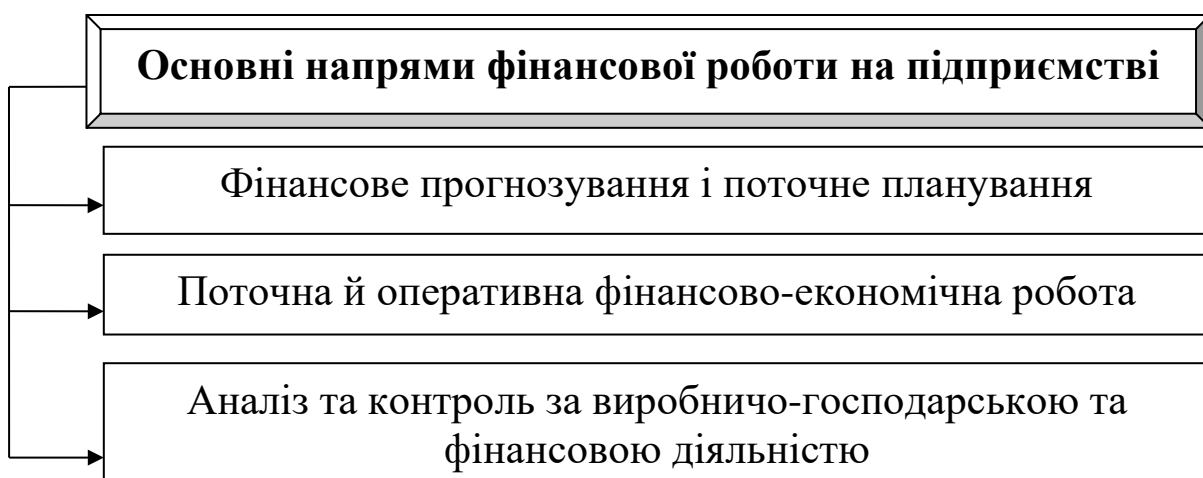 Основні напрями фінансової роботи на підприємстві
Фінансове прогнозування і поточне планування
Поточна й оперативна фінансово-економічна робота
Аналіз та контроль за виробничо-господарською та
фінансовою діяльністю